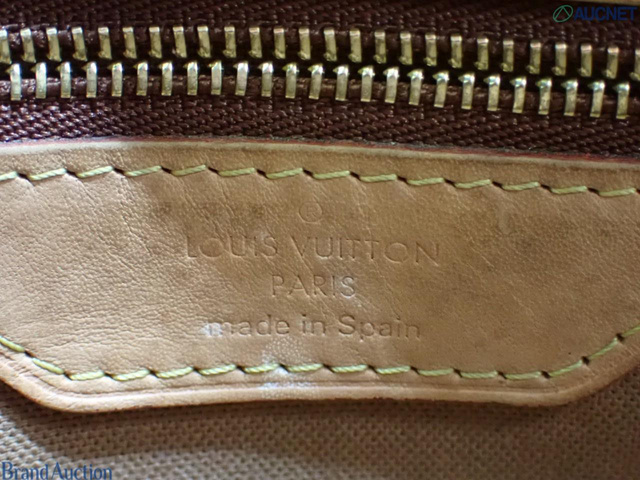 AUCNET
LOUIS VUITTON
PARIS
made in Spain
Brand Auction